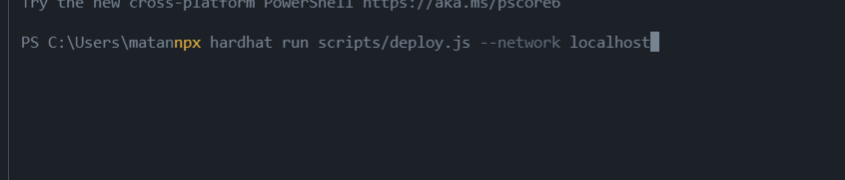 Try the new cross-platform PowerShell https://aka.ms/pscore6
PS C:\Users\matannpx hardhat run scripts/deploy.js --network localhost